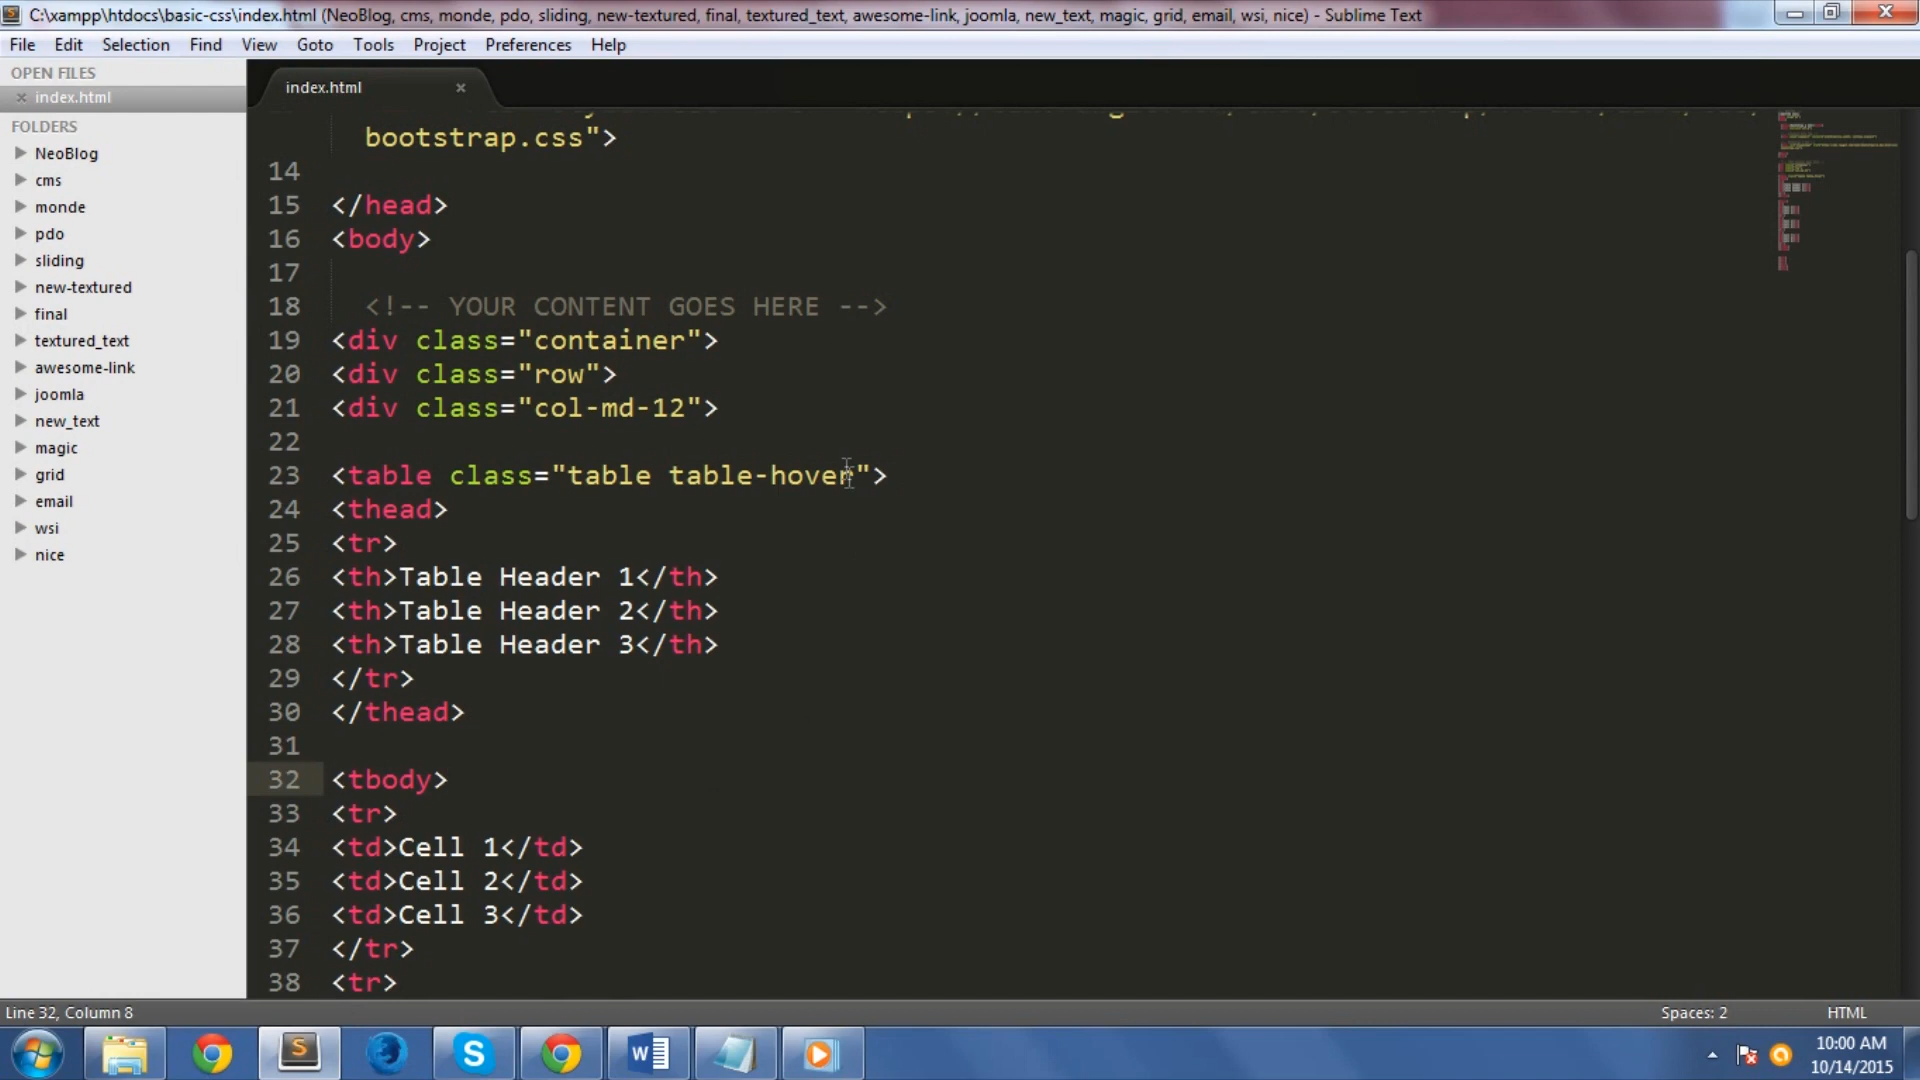 C:\xampp\htdocs\basic-css\index.html (NeoBlog, cms, monde, pdo, sliding, new-textured, final, textured_text, awesome-link, joomla, new_text, magic, grid, email, wsi, nice) - Sublime Text
File Edit Selection Find View Goto Tools Project Preferences Help
OPEN FILES
index.html
FOLDERS
NeoBlog
cms
monde
pdo
sliding
new-textured
final
textured_text
awesome-link
joomla
new_text
magic
grid
email
wsi
nice
index.html
bootstrap.css">
14
15 </head>
16 <body>
17
18 <!-- YOUR CONTENT GOES HERE -->
19 <div class="container">
20 <div class="row">
21 <div class="col-md-12">
22
23 <table class="table table-hover">
24 <thead>
25 <tr>
26 <th>Table Header 1</th>
27 <th>Table Header 2</th>
28 <th>Table Header 3</th>
29 </tr>
30 </thead>
31
32 <tbody>
33 <tr>
34 <td>Cell 1</td>
35 <td>Cell 2</td>
36 <td>Cell 3</td>
37 </tr>
38 <tr>
Line 32, Column 8
Spaces: 2
HTML
10:00 AM
10/14/2015